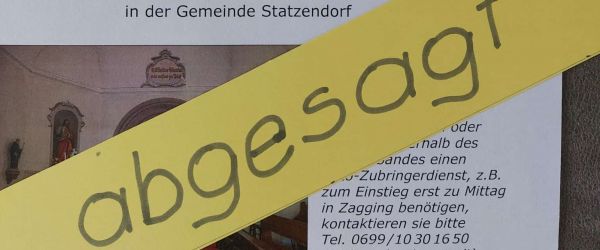 in der Gemeinde Statzendorf
abgesagt
oder
erhalb des
andes einen
o-Zubringerdienst, z.B.
zum Einstieg erst zu Mittag
in Zagging benötigen,
kontaktieren sie bitte
Tel. 0699/10 30 16 50